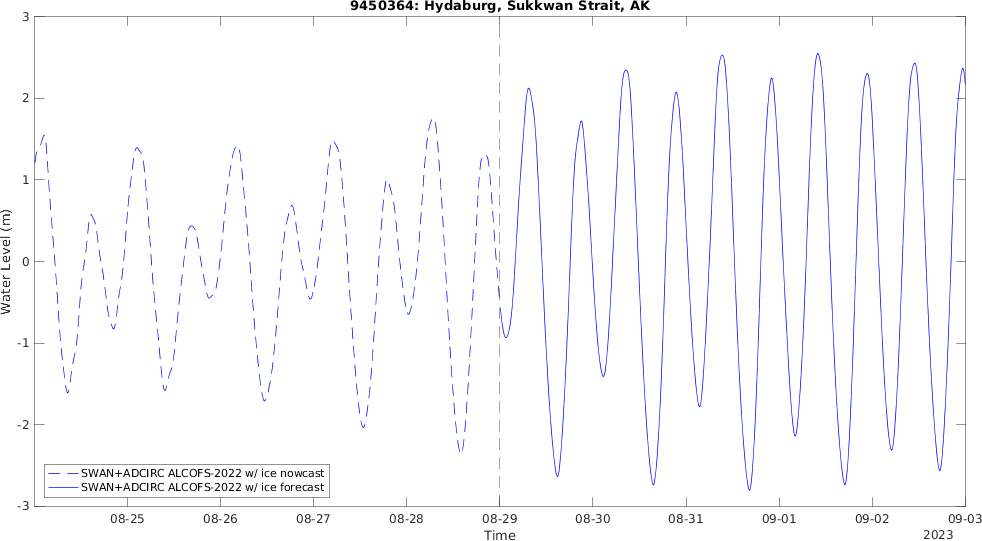 9450364: Hydaburg, Sukkwan Strait, AK
3
2
1
0
-1
-2
-3
Water Level (m)
SWAN+ADCIRC ALCOFS-2022 w/ ice nowcast
SWAN+ADCIRC ALCOFS-2022 w/ ice forecast
08-25 08-26 08-27 08-28 08-29 08-30 08-31 09-01 09-02 09-03
Time
2023